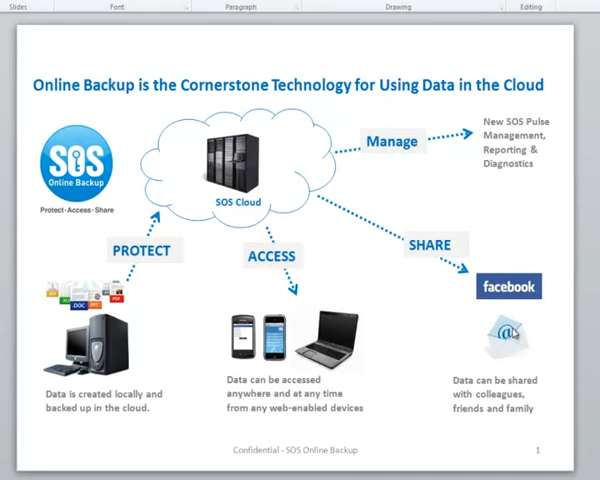 Slides Font Paragraph Drawing Editing
Online Backup is the Cornerstone Technology for Using Data in the Cloud
SOS
Online Backup
Protect·Access·Share
SOS Cloud
Manage
New SOS Pulse
Management,
Reporting &
Diagnostics
PROTECT
ACCESS
SHARE
facebook
@
.DOC
PPT
PDF
Data is created locally and
backed up in the cloud.
Data can be accessed
anywhere and at any time
from any web-enabled devices
Data can be shared
with colleagues,
friends and family
Confidential - SOS Online Backup
1